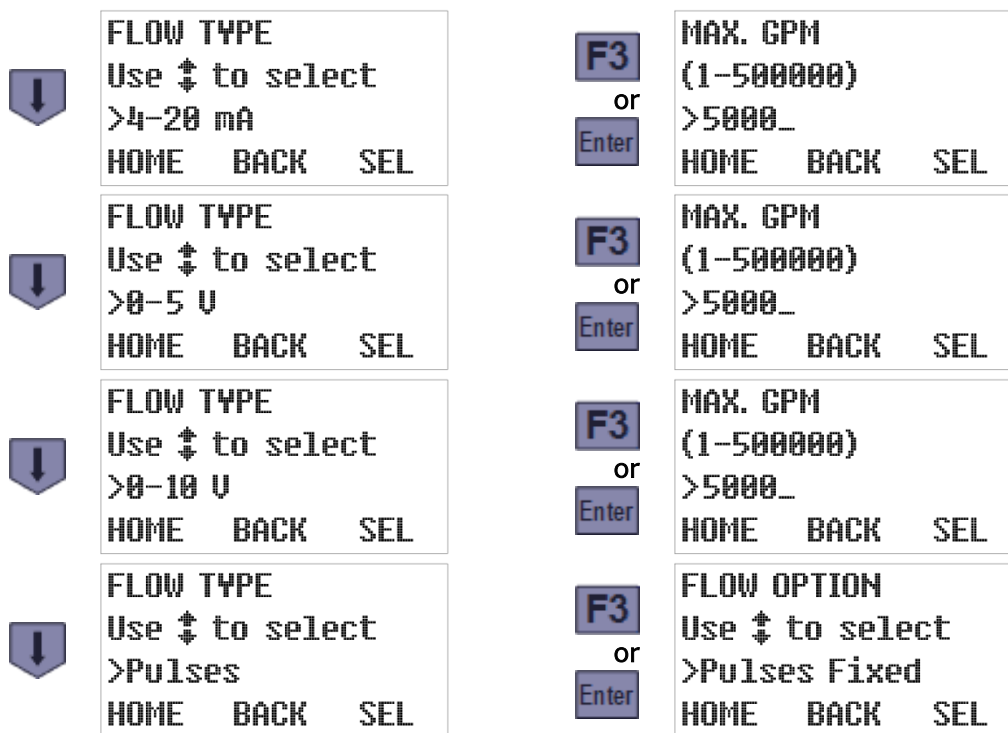 FLOW TYPE
Use ↕ to select
>4-20 mA
HOME BACK SEL
F3
or
Enter
MAX. GPM
(1-500000)
>5000_
HOME BACK SEL
FLOW TYPE
Use ↕ to select
>0-5 V
HOME BACK SEL
F3
or
Enter
MAX. GPM
(1-500000)
>5000_
HOME BACK SEL
FLOW TYPE
Use ↕ to select
>0-10 V
HOME BACK SEL
F3
or
Enter
MAX. GPM
(1-500000)
>5000_
HOME BACK SEL
FLOW TYPE
Use ↕ to select
>Pulses
HOME BACK SEL
F3
or
Enter
FLOW OPTION
Use ↕ to select
>Pulses Fixed
HOME BACK SEL